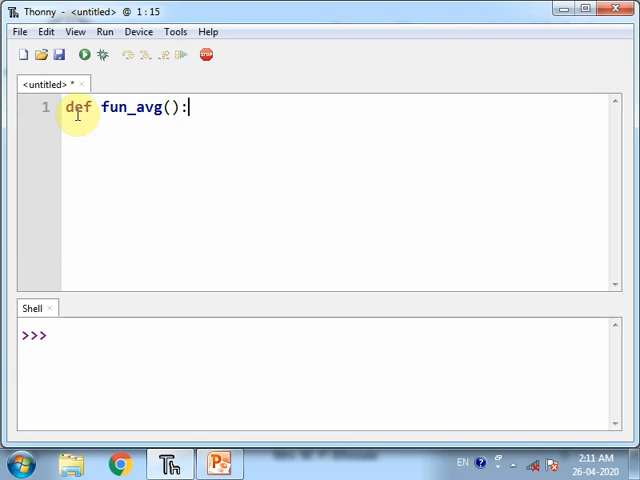 Thonny - <untitled> @ 1:15
File Edit View Run Device Tools Help
STOP
<untitled> *
1 def fun_avg():
Shell
>>>
EN
2:11 AM
26-04-2020